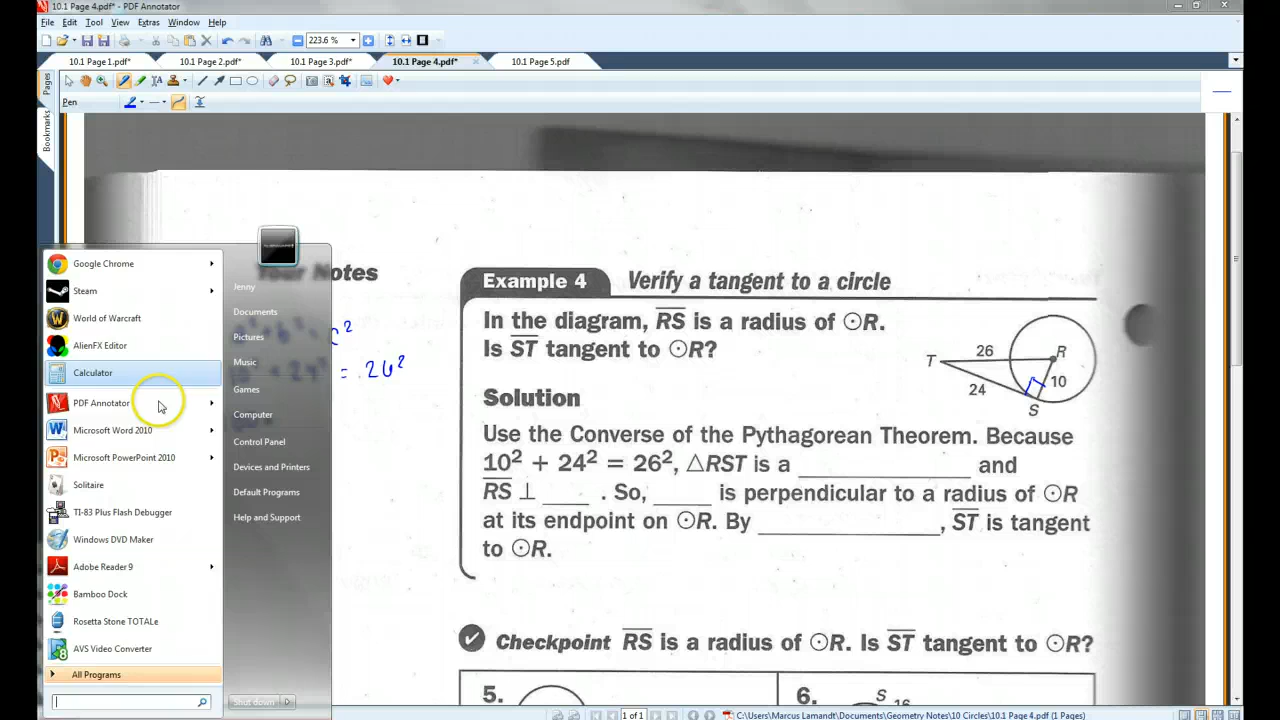 10.1 Page 4.pdf* - PDF Annotator
File Edit Tool View Extras Window Help
223.6 %
10.1 Page 1.pdf* 10.1 Page 2.pdf* 10.1 Page 3.pdf* 10.1 Page 4.pdf* 10.1 Page 5.pdf
Pen
Pages
Bookmarks
Google Chrome
Steam
World of Warcraft
AlienFX Editor
Calculator
PDF Annotator
Microsoft Word 2010
Microsoft PowerPoint 2010
Solitaire
TI-83 Plus Flash Debugger
Windows DVD Maker
Adobe Reader 9
Bamboo Dock
Rosetta Stone TOTALe
AVS Video Converter
All Programs
Jenny
Documents
Pictures
Music
Games
Computer
Control Panel
Devices and Printers
Default Programs
Help and Support
Shut down
Your Notes
= 26²
Example 4 Verify a tangent to a circle
In the diagram, RS is a radius of ⊙R.
Is ST tangent to ⊙R?
T 26 R
24 10
S
Solution
Use the Converse of the Pythagorean Theorem. Because
10² + 24² = 26², △RST is a ____ and
RS ⊥ ____ . So, ____ is perpendicular to a radius of ⊙R
at its endpoint on ⊙R. By ____, ST is tangent
to ⊙R.
Checkpoint RS is a radius of ⊙R. Is ST tangent to ⊙R?
5. 6. S
1 of 1 C:\Users\Marcus Lamandt\Documents\Geometry Notes\10 Circles\10.1 Page 4.pdf (1 Pages)